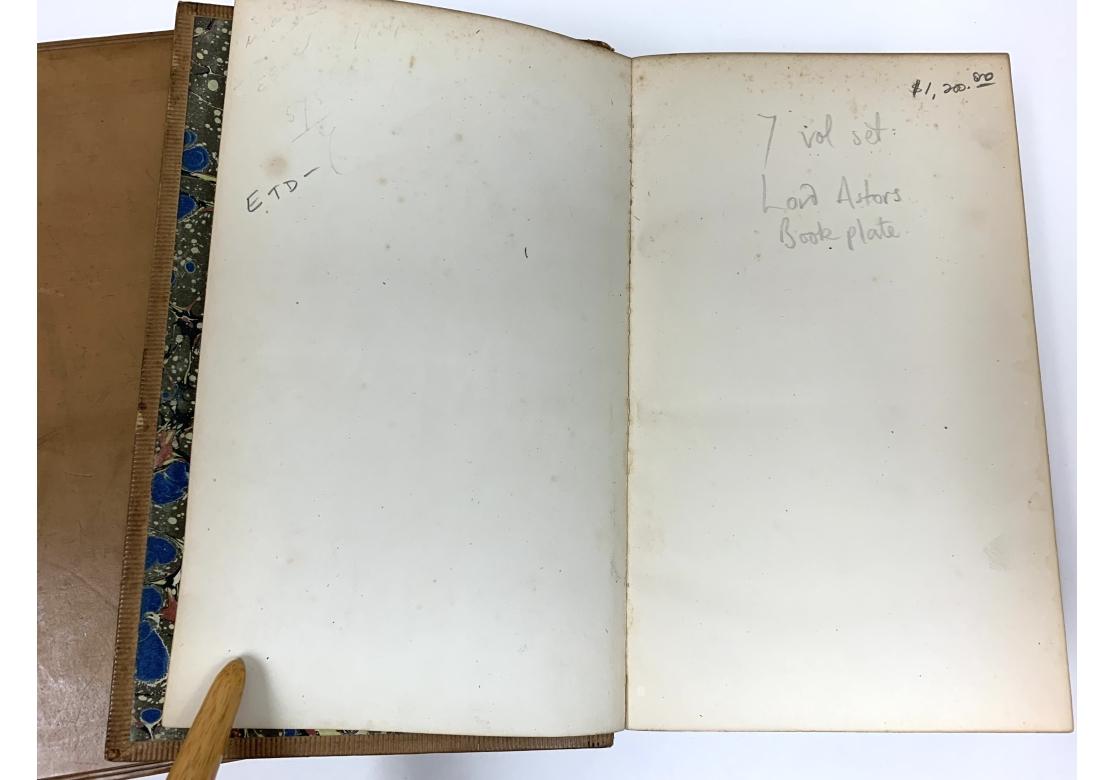 ETD-
$1,200.00
7 vol set.
Lord Astors
Book plate.